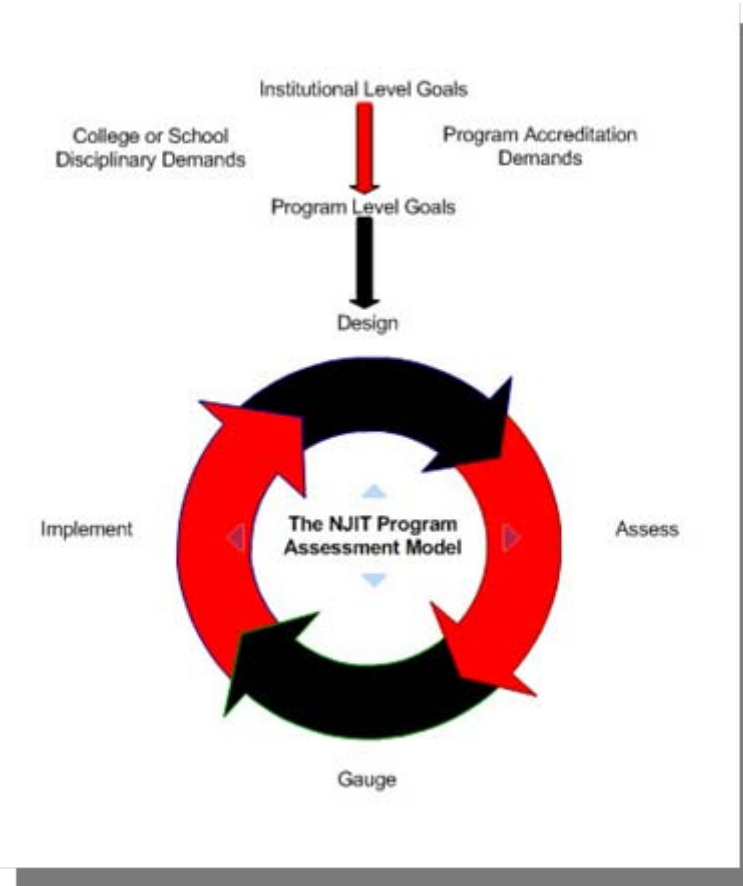 Institutional Level Goals
College or School
Disciplinary Demands
Program Accreditation
Demands
Program Level Goals
Design
Implement
The NJIT Program
Assessment Model
Assess
Gauge